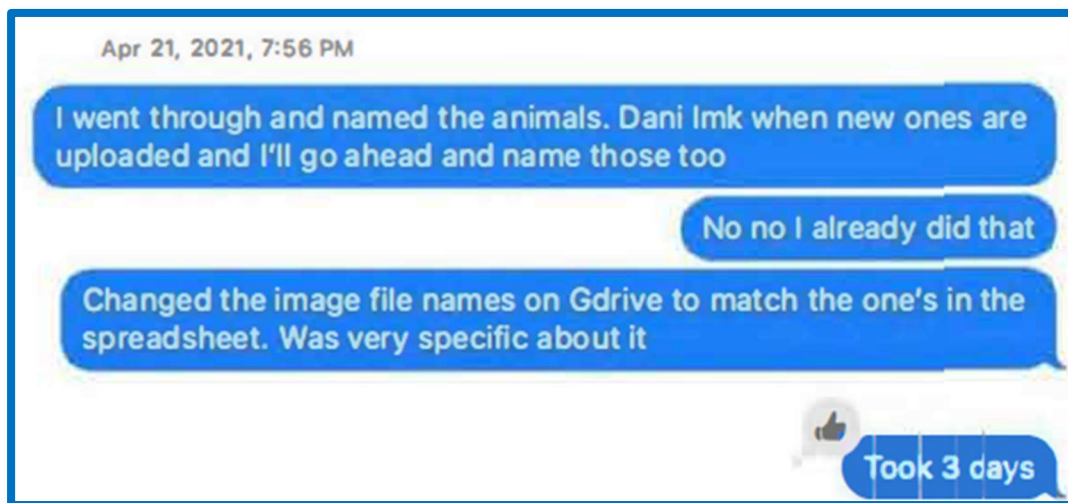 Apr 21, 2021, 7:56 PM
I went through and named the animals. Dani lmk when new ones are
uploaded and I'll go ahead and name those too
No no I already did that
Changed the image file names on Gdrive to match the one's in the
spreadsheet. Was very specific about it
Took 3 days